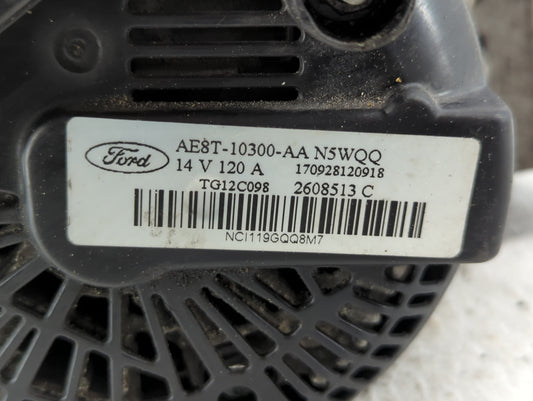 Ford
AE8T-10300-AA N5WQQ
14 V 120 A 170928120918
TG12C098 2608513 C
NCI119GQQ8M7